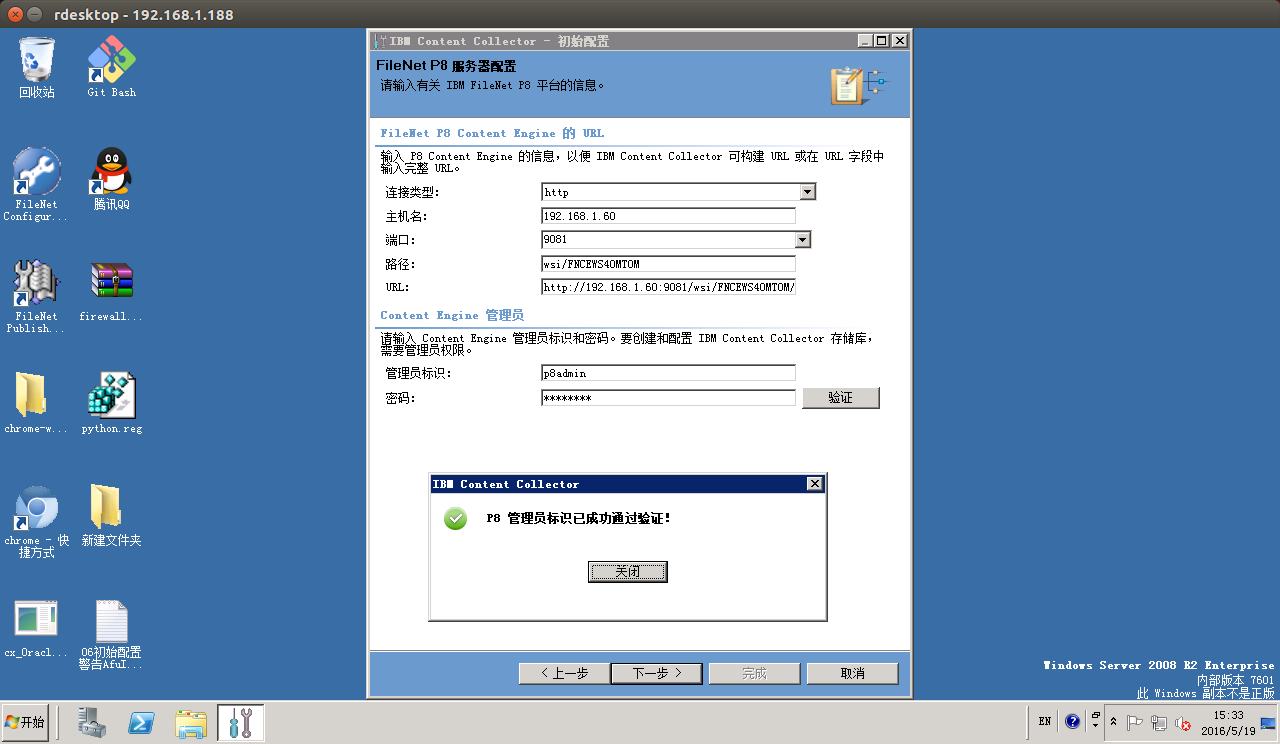 rdesktop - 192.168.1.188
回收站
Git Bash
FileNet
Configur...
腾讯QQ
FileNet
Publish...
firewall...
chrome-w...
python.reg
chrome - 快
捷方式
新建文件夹
cx_Oracl...
06初始配置
警告AfuI...
IBM Content Collector - 初始配置
FileNet P8 服务器配置
请输入有关 IBM FileNet P8 平台的信息。
FileNet P8 Content Engine 的 URL
输入 P8 Content Engine 的信息，以便 IBM Content Collector 可构建 URL 或在 URL 字段中
输入完整 URL。
连接类型: http
主机名: 192.168.1.60
端口: 9081
路径: wsi/FNCEWS40MTOM
URL: http://192.168.1.60:9081/wsi/FNCEWS40MTOM/
Content Engine 管理员
请输入 Content Engine 管理员标识和密码。要创建和配置 IBM Content Collector 存储库，
需要管理员权限。
管理员标识: p8admin
密码: ******** 验证
IBM Content Collector
P8 管理员标识已成功通过验证！
关闭
< 上一步 下一步 > 完成 取消
Windows Server 2008 R2 Enterprise
内部版本 7601
此 Windows 副本不是正版
开始
EN
15:33
2016/5/19